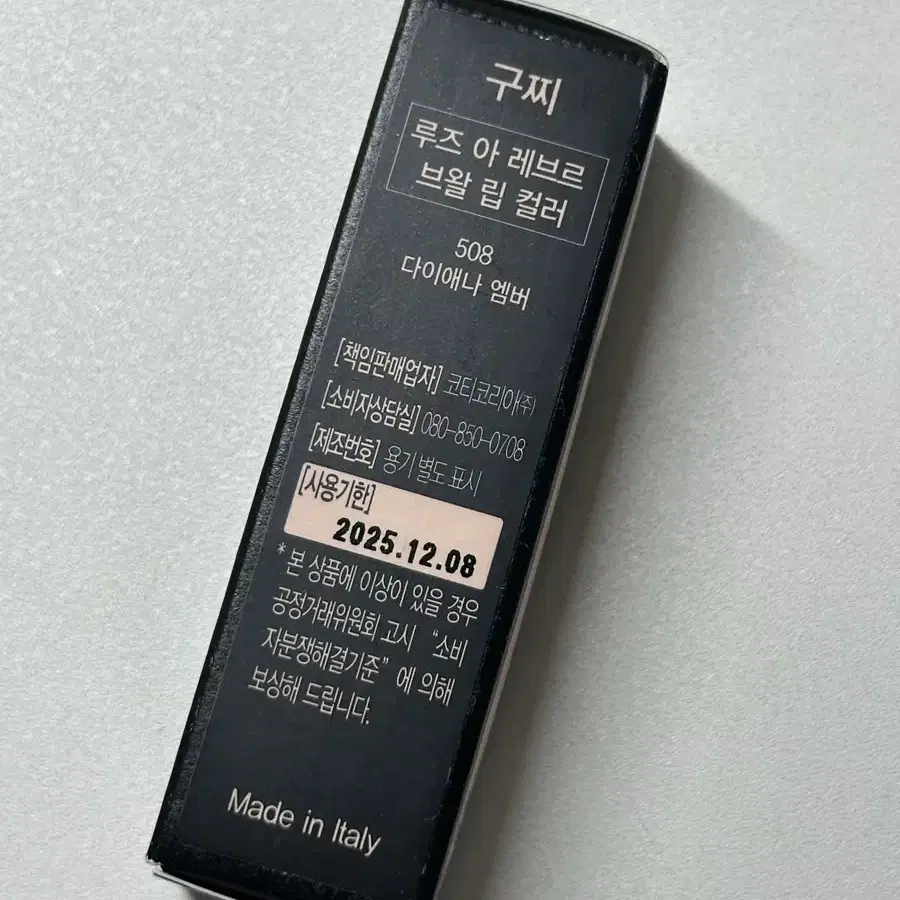 구찌
루즈 아 레브르
브왈 립 컬러
508
다이애나 엠버
[책임판매업자] 코티코리아(주)
[소비자상담실] 080-850-0708
[제조번호] 용기 별도 표시
[사용기한]
2025.12.08
* 본 상품에 이상이 있을 경우
공정거래위원회 고시 "소비
자분쟁해결기준" 에 의해
보상해 드립니다.
Made in Italy